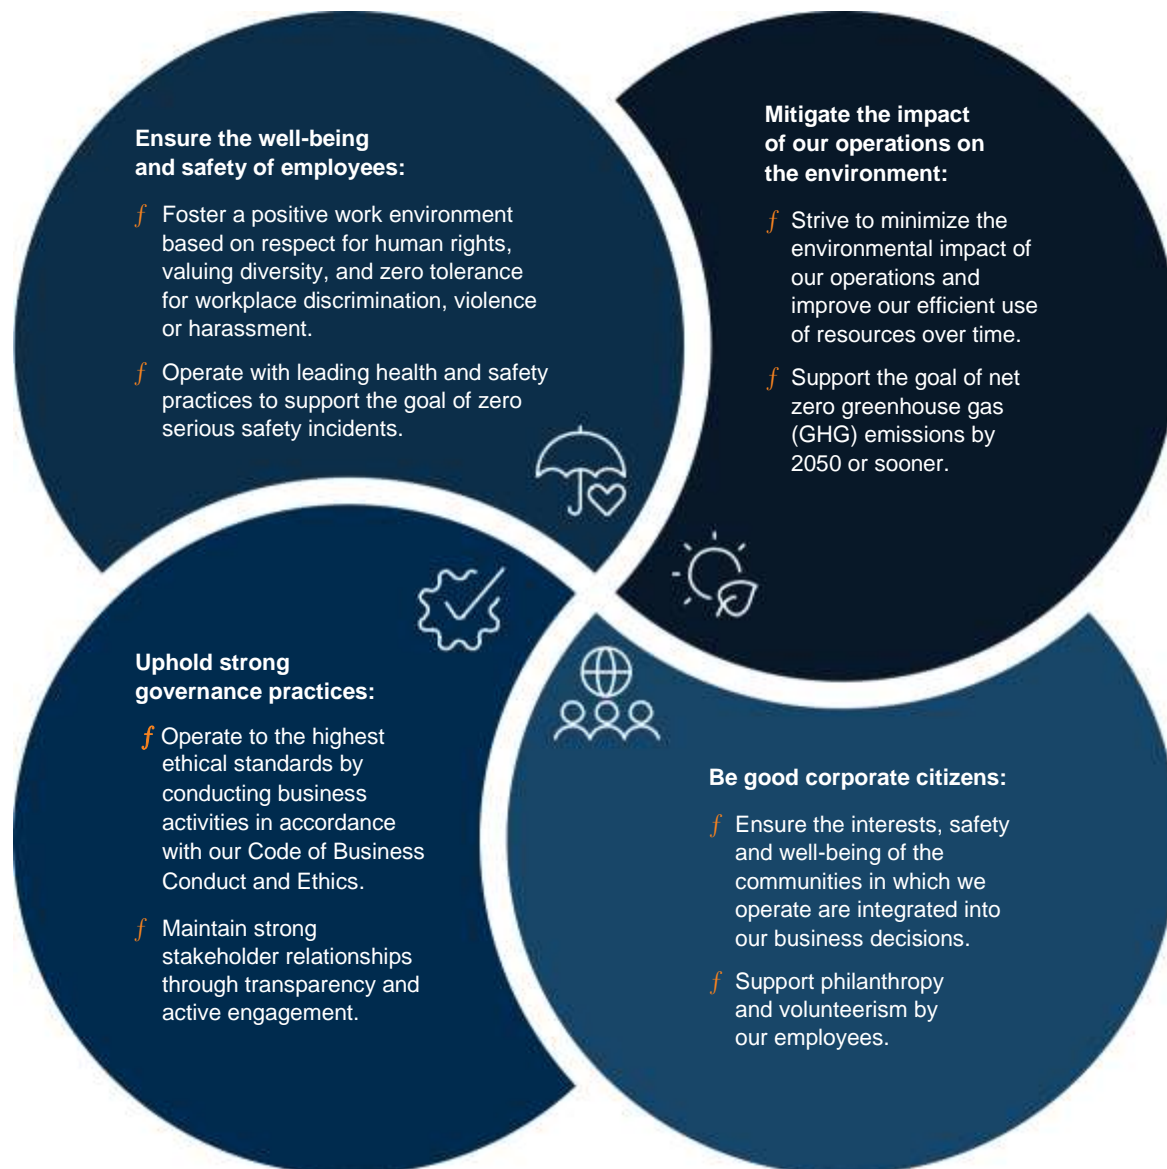 Ensure the well-being
and safety of employees:
ƒ Foster a positive work environment
based on respect for human rights,
valuing diversity, and zero tolerance
for workplace discrimination, violence
or harassment.
ƒ Operate with leading health and safety
practices to support the goal of zero
serious safety incidents.
Mitigate the impact
of our operations on
the environment:
ƒ Strive to minimize the
environmental impact of
our operations and
improve our efficient use
of resources over time.
ƒ Support the goal of net
zero greenhouse gas
(GHG) emissions by
2050 or sooner.
Uphold strong
governance practices:
ƒ Operate to the highest
ethical standards by
conducting business
activities in accordance
with our Code of Business
Conduct and Ethics.
ƒ Maintain strong
stakeholder relationships
through transparency and
active engagement.
Be good corporate citizens:
ƒ Ensure the interests, safety
and well-being of the
communities in which we
operate are integrated into
our business decisions.
ƒ Support philanthropy
and volunteerism by
our employees.